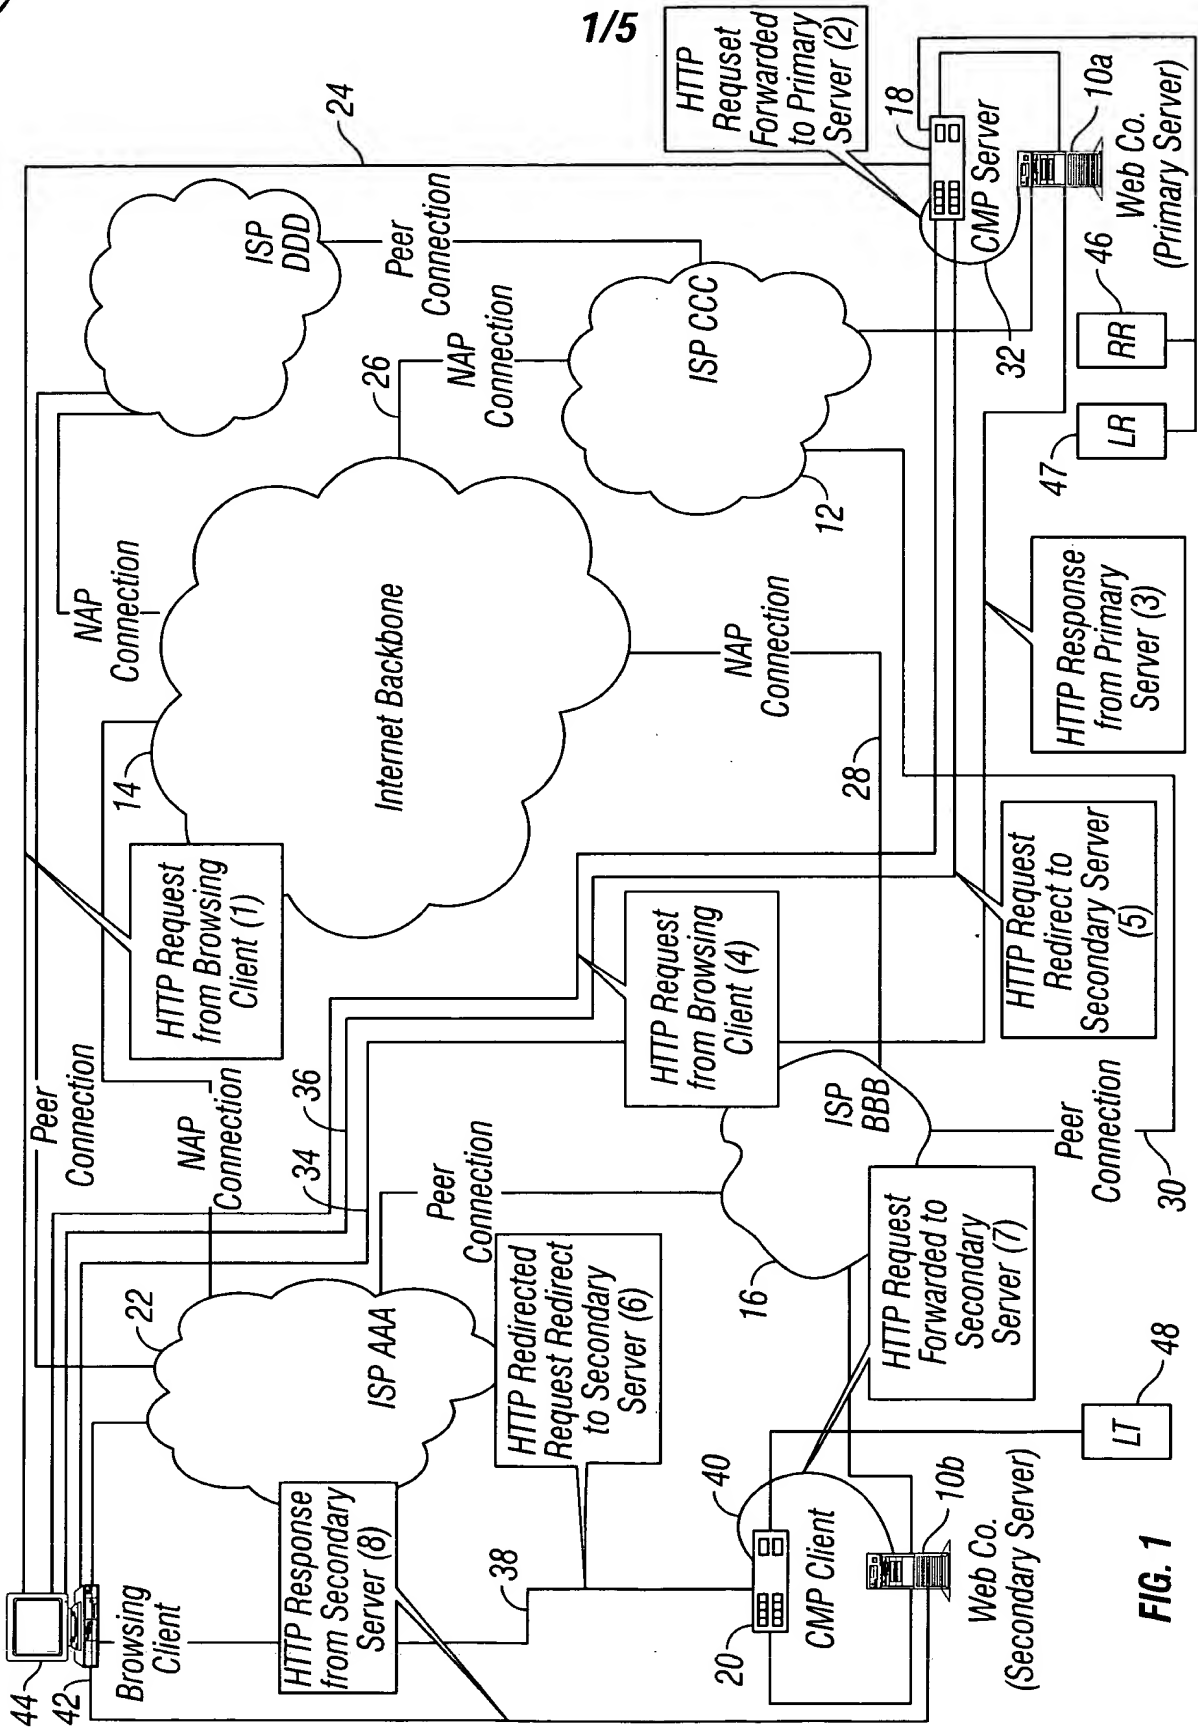 1/5
44
42
Browsing
Client
HTTP Response
from Secondary
Server (8)
38
20
CMP Client
40
10b
Web Co.
(Secondary Server)
FIG. 1
LT
48
22
ISP AAA
HTTP Redirected
Request Redirect
to Secondary
Server (6)
HTTP Request
Forwarded to
Secondary
Server (7)
16
ISP
BBB
Peer
Connection
NAP
Connection
34
36
Peer
Connection
Peer
Connection
30
HTTP Request
from Browsing
Client (1)
HTTP Request
from Browsing
Client (4)
HTTP Request
Redirect to
Secondary Server
(5)
14
Internet Backbone
28
NAP
Connection
NAP
Connection
HTTP Response
from Primary
Server (3)
12
26
NAP
Connection
ISP CCC
ISP
DDD
Peer
Connection
24
47
LR
RR
46
32
CMP Server
18
HTTP
Requset
Forwarded
to Primary
Server (2)
10a
Web Co.
(Primary Server)